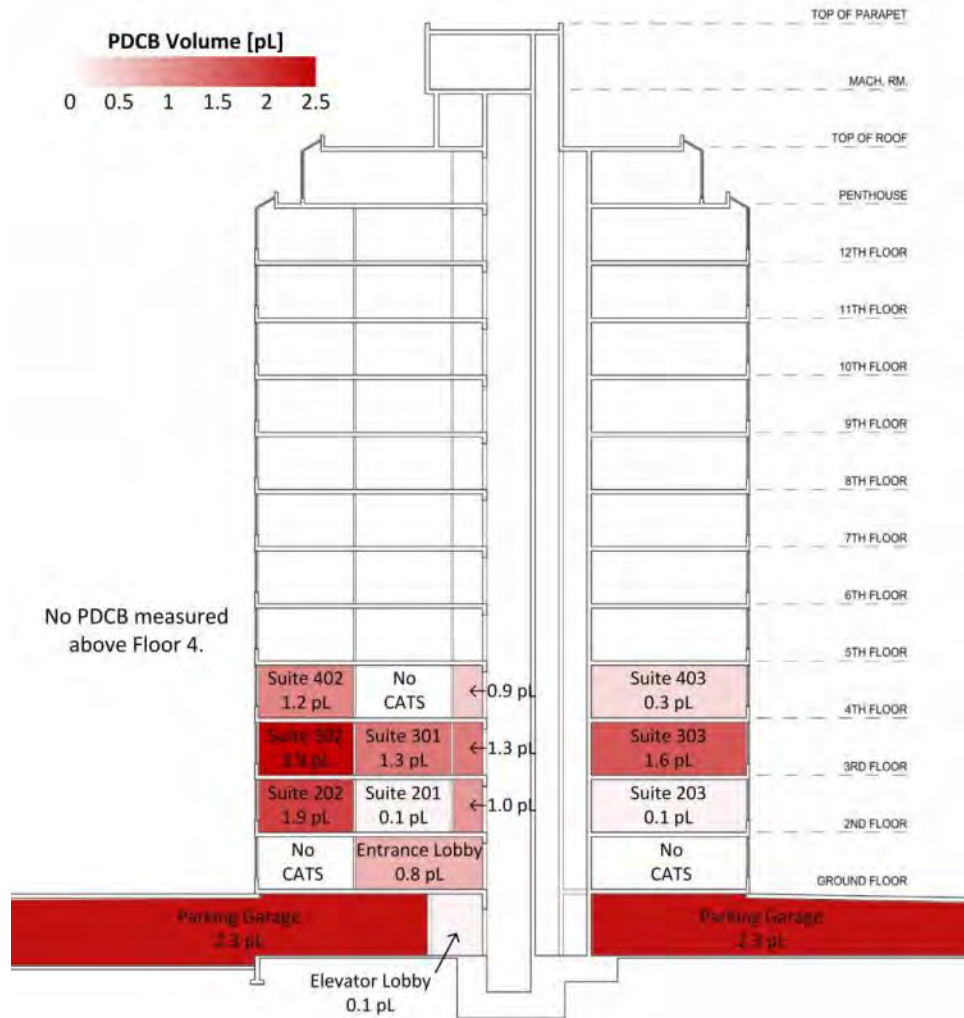 TOP OF PARAPET
PDCB Volume [pL]
0 0.5 1 1.5 2 2.5
MACH. RM.
TOP OF ROOF
PENTHOUSE
12TH FLOOR
11TH FLOOR
10TH FLOOR
9TH FLOOR
8TH FLOOR
7TH FLOOR
6TH FLOOR
No PDCB measured
above Floor 4.
5TH FLOOR
Suite 402
1.2 pL
No
CATS
0.9 pL
Suite 403
0.3 pL
4TH FLOOR
Suite 302
pL
Suite 301
1.3 pL
1.3 pL
Suite 303
1.6 pL
3RD FLOOR
Suite 202
1.9 pL
Suite 201
0.1 pL
1.0 pL
Suite 203
0.1 pL
2ND FLOOR
No
CATS
Entrance Lobby
0.8 pL
No
CATS
GROUND FLOOR
Parking Garage
2.3 pL
Parking Garage
2.3 pL
Elevator Lobby
0.1 pL